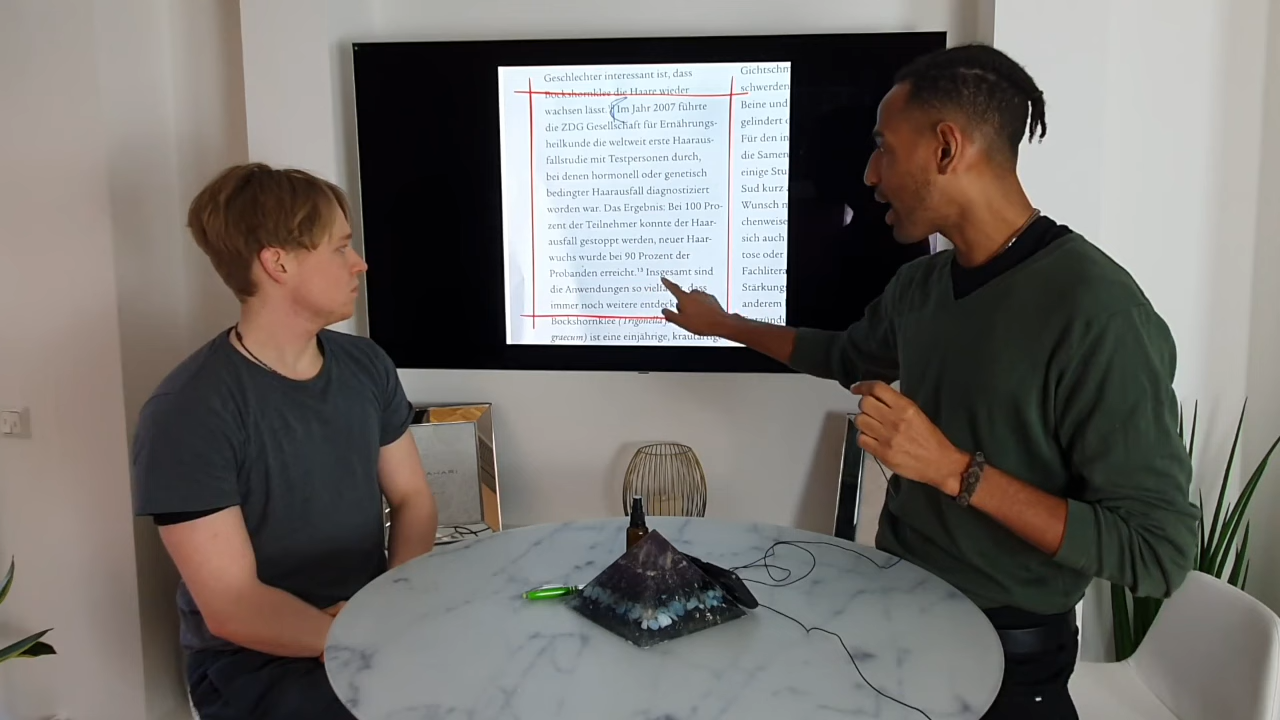 Geschlechter interessant ist, dass
Bockshornklee die Haare wieder
wachsen lässt. Im Jahr 2007 führte
die ZDG Gesellschaft für Ernährungs-
heilkunde die weltweit erste Haaraus-
fallstudie mit Testpersonen durch,
bei denen hormonell oder genetisch
bedingter Haarausfall diagnostiziert
worden war. Das Ergebnis: Bei 100 Pro-
zent der Teilnehmer konnte der Haar-
ausfall gestoppt werden, neuer Haar-
wuchs wurde bei 90 Prozent der
Probanden erreicht.¹³ Insgesamt sind
die Anwendungen so dass
immer noch weitere
Bockshornklee (Trigonella
graecum) ist eine einjährige, krautartige,
Gichtschm
schwerden
Beine und
gelindert
Für den in
die Samen
einige Stu
Sud kurz
Wunsch n
chenweise
sich auch
tose oder
Fachlitera
Stärkung
anderem